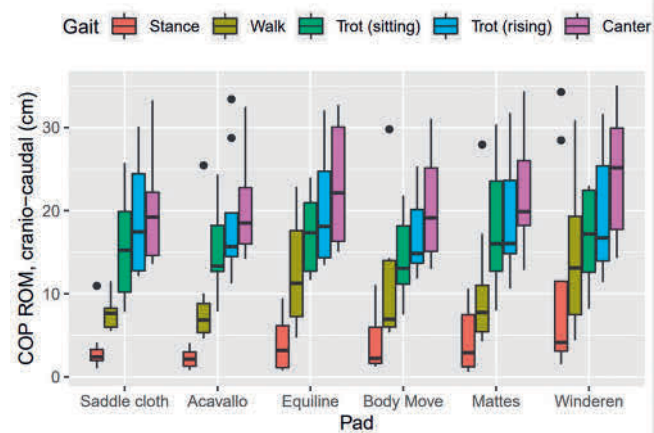 Gait Stance Walk Trot (sitting) Trot (rising) Canter
COP ROM, cranio-caudal (cm)
30
20
10
0
Saddle cloth Acavallo Equiline Body Move Mattes Winderen
Pad